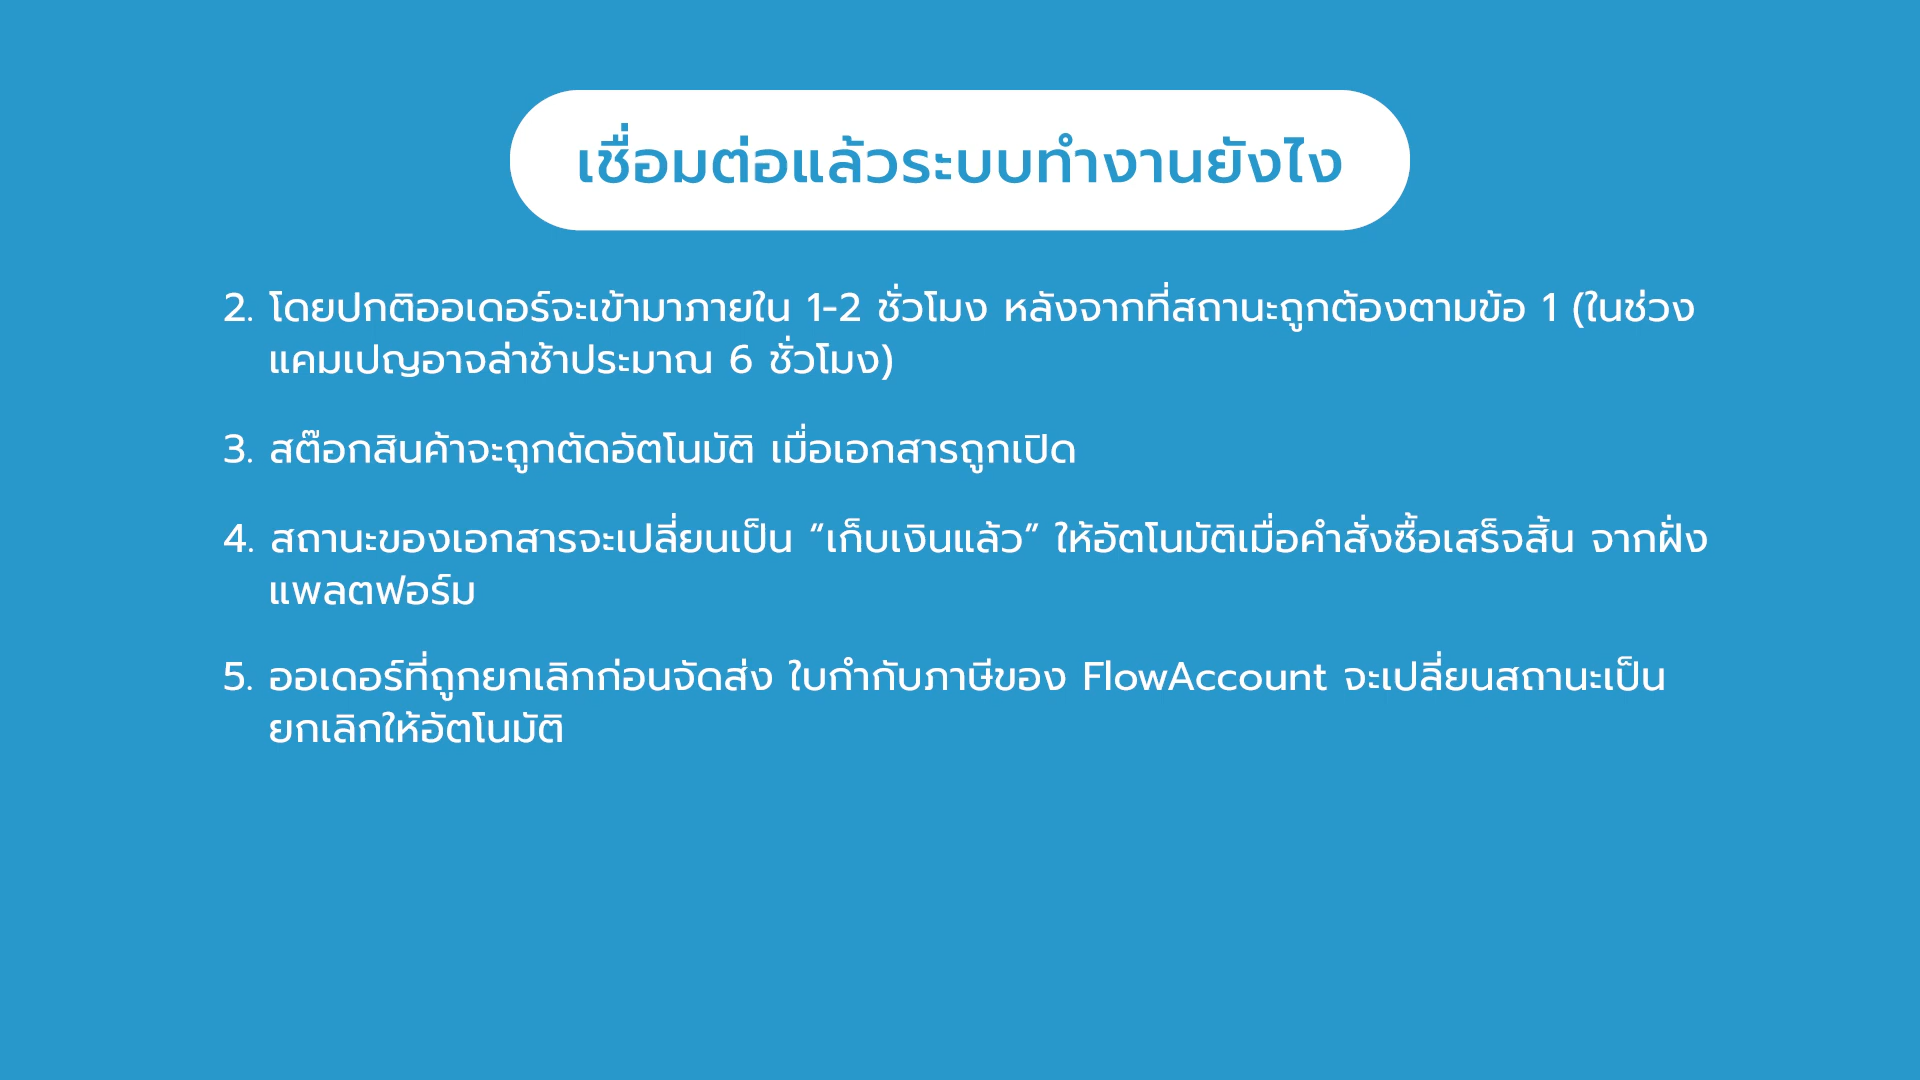 เชื่อมต่อแล้วระบบทำงานยังไง
2. โดยปกติออเดอร์จะเข้ามาภายใน 1-2 ชั่วโมง หลังจากที่สถานะถูกต้องตามข้อ 1 (ในช่วง
แคมเปญอาจล่าช้าประมาณ 6 ชั่วโมง)
3. สต๊อกสินค้าจะถูกตัดอัตโนมัติ เมื่อเอกสารถูกเปิด
4. สถานะของเอกสารจะเปลี่ยนเป็น “เก็บเงินแล้ว” ให้อัตโนมัติเมื่อคำสั่งซื้อเสร็จสิ้น จากฝั่ง
แพลตฟอร์ม
5. ออเดอร์ที่ถูกยกเลิกก่อนจัดส่ง ใบกำกับภาษีของ FlowAccount จะเปลี่ยนสถานะเป็น
ยกเลิกให้อัตโนมัติ